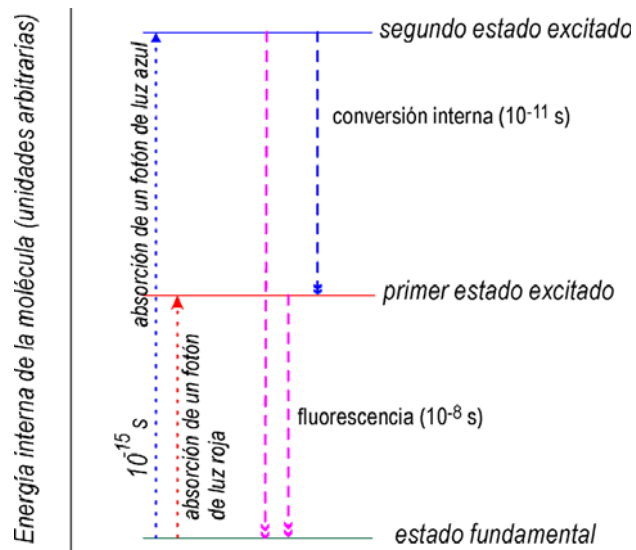 Energía interna de la molécula (unidades arbitrarias)
segundo estado excitado
absorción de un fotón de luz azul
conversión interna (10-11 s)
primer estado excitado
10-15 s
absorción de un fotón
de luz roja
fluorescencia (10-8 s)
estado fundamental